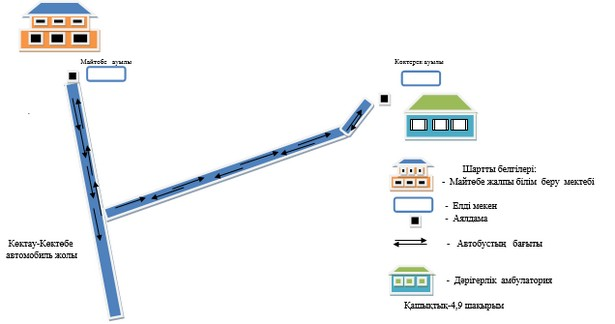 Майтөбе ауылы
Көктерек ауылы
Шартты белгілері:
- Майтөбе жалпы білім беру мектебі
- Елді мекен
- Аялдама
Көктау-Көктөбе
автомобиль жолы
- Автобустың бағыты
- Дәрігерлік амбулатория
Қашықтық-4,9 шақырым